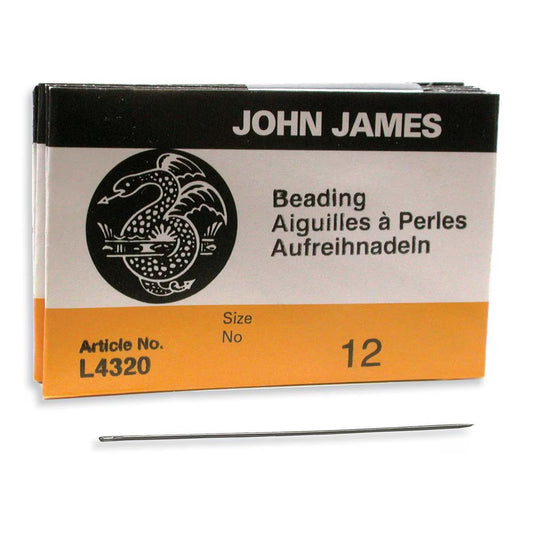 JOHN JAMES
Beading
Aiguilles à Perles
Aufreihnadeln
Size
No
12
Article No.
L4320